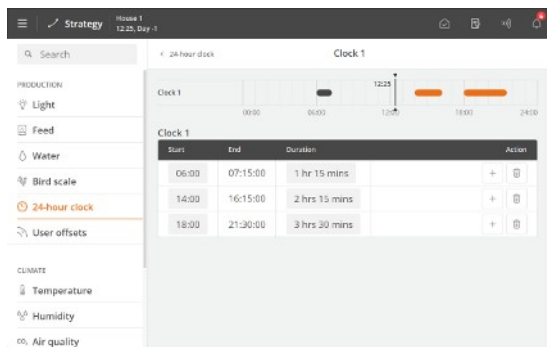 Strategy
House 1
12:25, Day -1
Search
24-hour clock
Clock 1
PRODUCTION
Light
Feed
Water
Bird scale
24-hour clock
User offsets
CLIMATE
Temperature
Humidity
CO₂ Air quality
Clock 1
12:25
00:00 06:00 12:00 18:00 24:00
Clock 1
Start End Duration Action
06:00 07:15:00 1 hr 15 mins
14:00 16:15:00 2 hrs 15 mins
18:00 21:30:00 3 hrs 30 mins